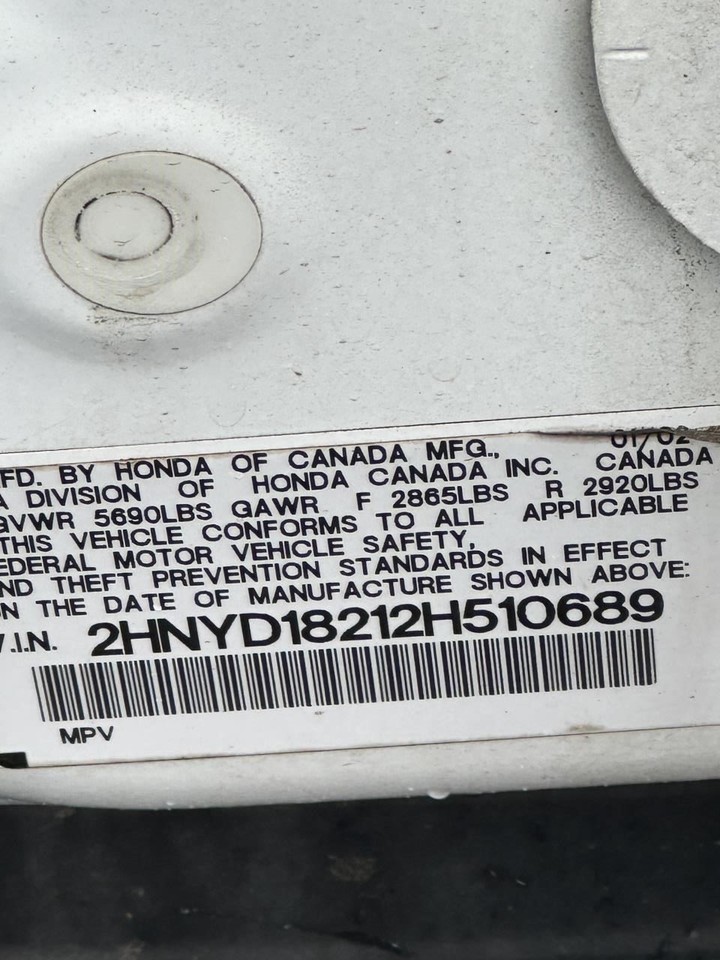 01/02
FD. BY HONDA OF CANADA MFG.,
A DIVISION OF HONDA CANADA INC. CANADA
GVWR 5690LBS GAWR F 2865LBS R 2920LBS
THIS VEHICLE CONFORMS TO ALL APPLICABLE
EDERAL MOTOR VEHICLE SAFETY,
ND THEFT PREVENTION STANDARDS IN EFFECT
N THE DATE OF MANUFACTURE SHOWN ABOVE:
V.I.N. 2HNYD18212H510689
MPV